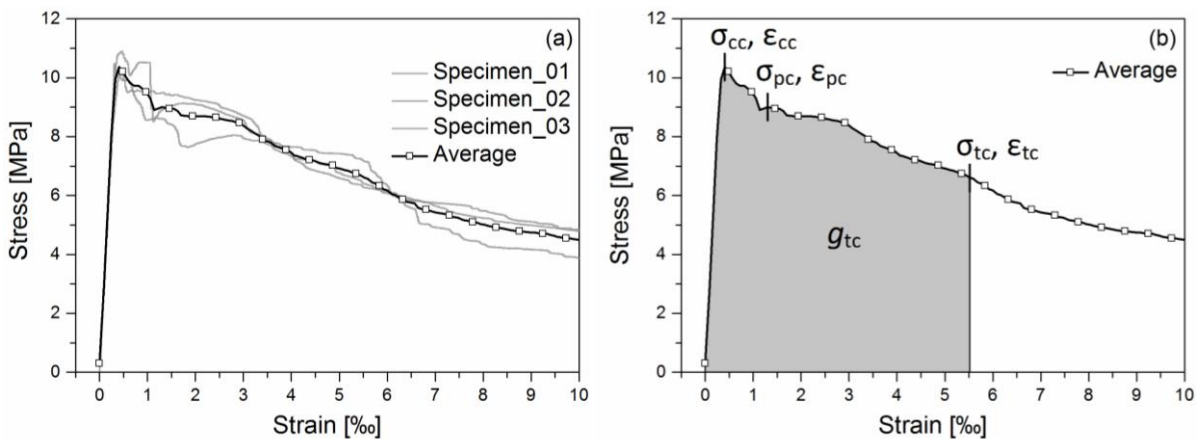 (a)
Specimen_01
Specimen_02
Specimen_03
Average
Stress [MPa]
12
10
8
6
4
2
0
0 1 2 3 4 5 6 7 8 9 10
Strain [‰]
(b)
Average
σcc, εcc
σpc, εpc
σtc, εtc
gtc
Stress [MPa]
12
10
8
6
4
2
0
0 1 2 3 4 5 6 7 8 9 10
Strain [‰]